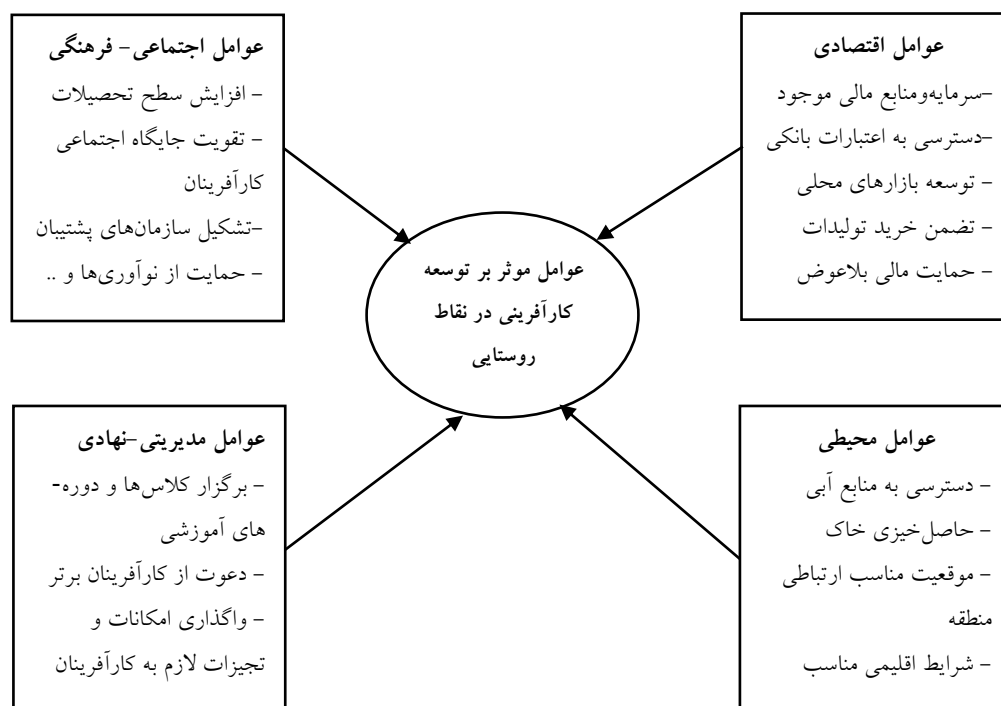 عوامل اقتصادی
-سرمایه‌ومنابع مالی موجود
-دسترسی به اعتبارات بانکی
- توسعه بازارهای محلی
- تضمن خرید تولیدات
- حمایت مالی بلاعوض
عوامل اجتماعی- فرهنگی
- افزایش سطح تحصیلات
- تقویت جایگاه اجتماعی
کارآفرینان
-تشکیل سازمان‌های پشتیبان
- حمایت از نوآوری‌ها و ..
عوامل موثر بر توسعه
کارآفرینی در نقاط
روستایی
عوامل محیطی
- دسترسی به منابع آبی
- حاصل‌خیزی خاک
- موقعیت مناسب ارتباطی
منطقه
- شرایط اقلیمی مناسب
عوامل مدیریتی-نهادی
- برگزار کلاس‌ها و دوره-
های آموزشی
- دعوت از کارآفرینان برتر
- واگذاری امکانات و
تجیزات لازم به کارآفرینان